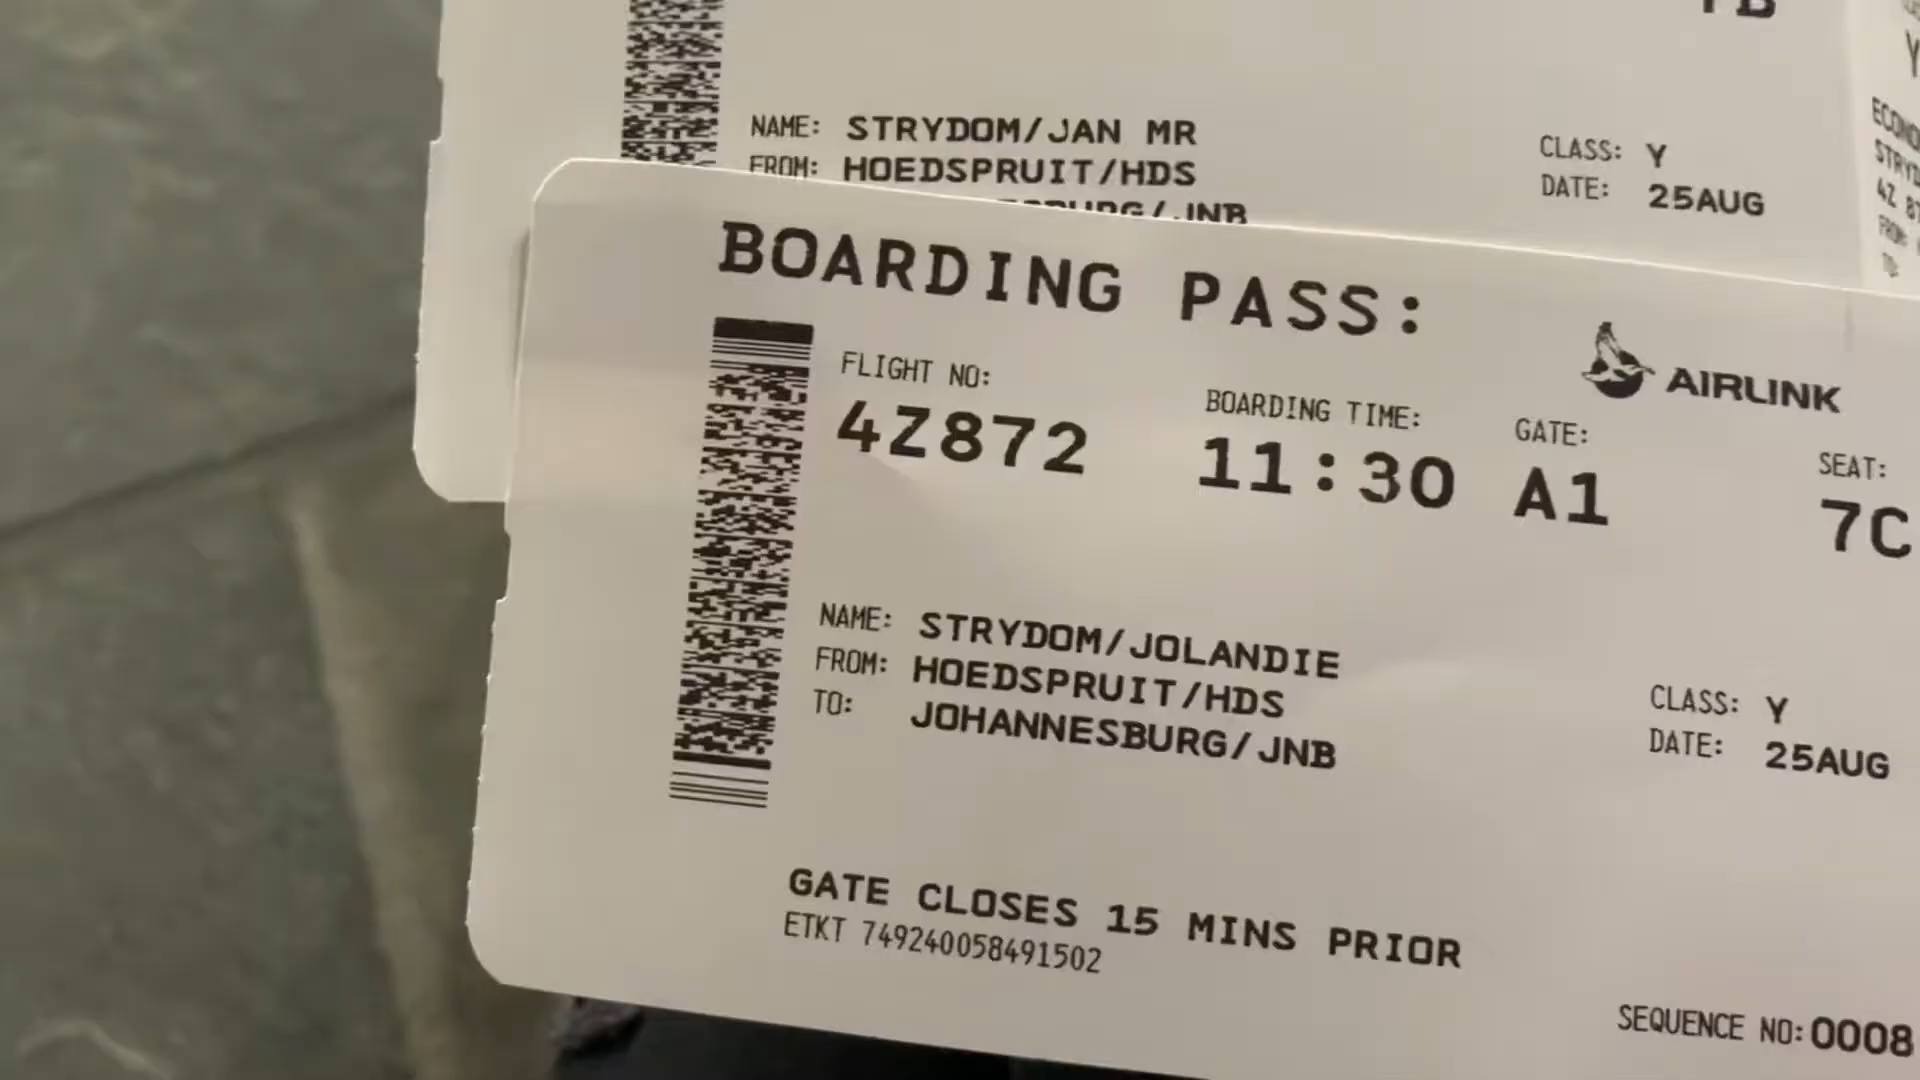 NAME: STRYDOM/JAN MR
FROM: HOEDSPRUIT/HDS
CLASS: Y
DATE: 25AUG
BOARDING PASS:
AIRLINK
FLIGHT NO: BOARDING TIME: GATE: SEAT:
4Z872 11:30 A1 7C
NAME: STRYDOM/JOLANDIE
FROM: HOEDSPRUIT/HDS
TO: JOHANNESBURG/JNB
CLASS: Y
DATE: 25AUG
GATE CLOSES 15 MINS PRIOR
ETKT 749240058491502
SEQUENCE NO: 0008